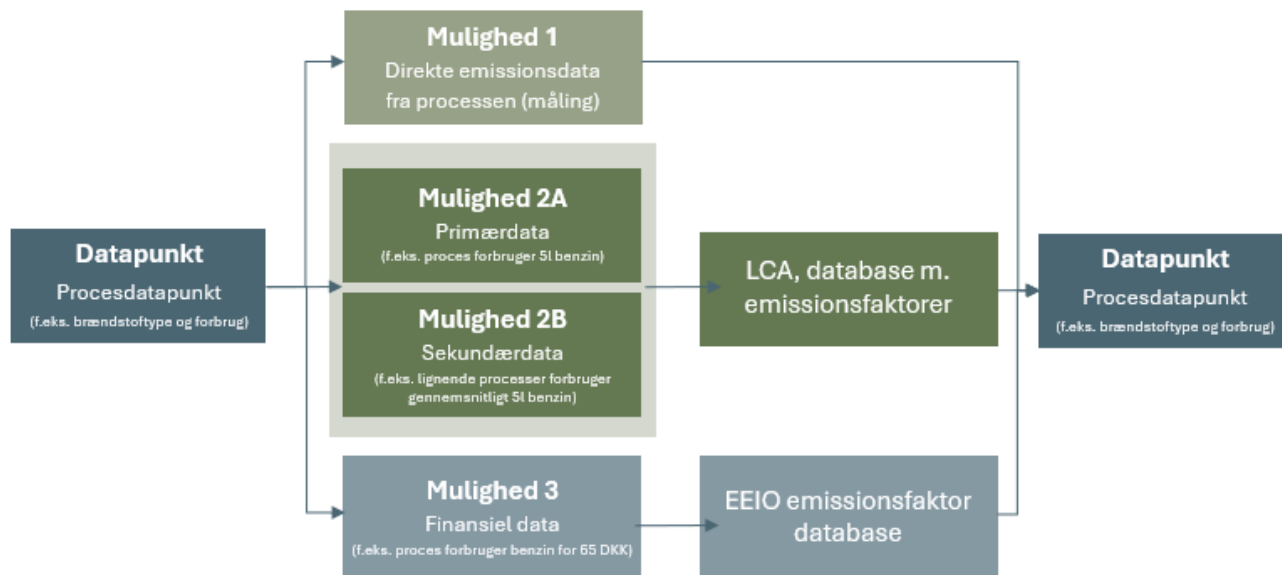 Datapunkt
Procesdatapunkt
(f.eks. brændstoftype og forbrug)
Mulighed 1
Direkte emissionsdata
fra processen (måling)
Mulighed 2A
Primærdata
(f.eks. proces forbruger 5l benzin)
Mulighed 2B
Sekundærdata
(f.eks. lignende processer forbruger
gennemsnitligt 5l benzin)
Mulighed 3
Finansiel data
(f.eks. proces forbruger benzin for 65 DKK)
LCA, database m.
emissionsfaktorer
EEIO emissionsfaktor
database
Datapunkt
Procesdatapunkt
(f.eks. brændstoftype og forbrug)